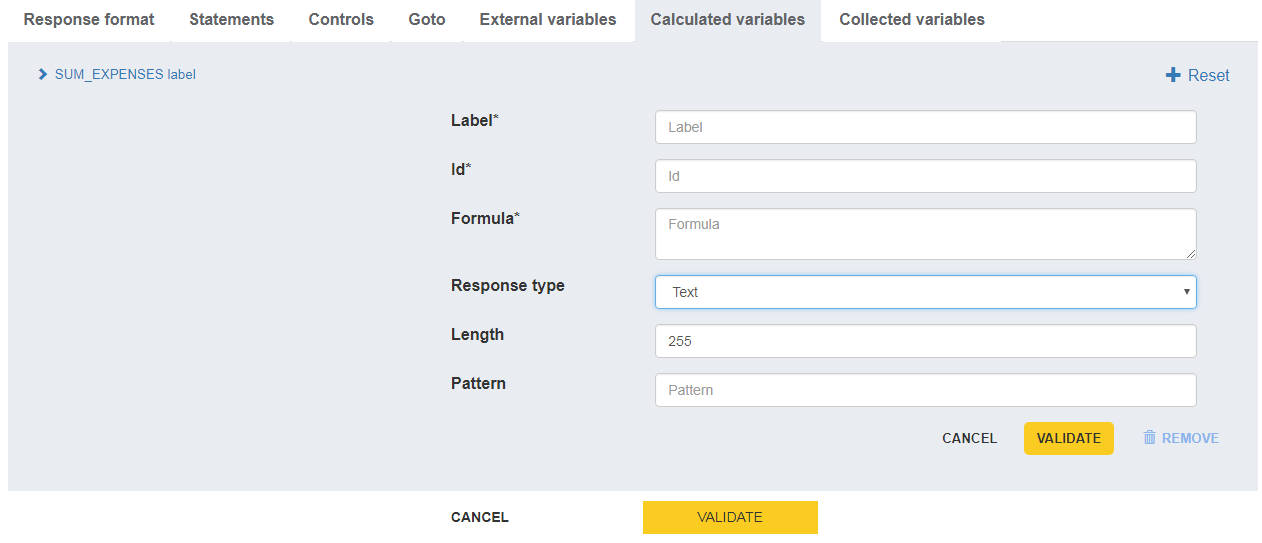 Response format Statements Controls Goto External variables Calculated variables Collected variables
SUM_EXPENSES label Reset
Label* Label
Id* Id
Formula* Formula
Response type Text
Length 255
Pattern Pattern
CANCEL VALIDATE REMOVE
CANCEL VALIDATE